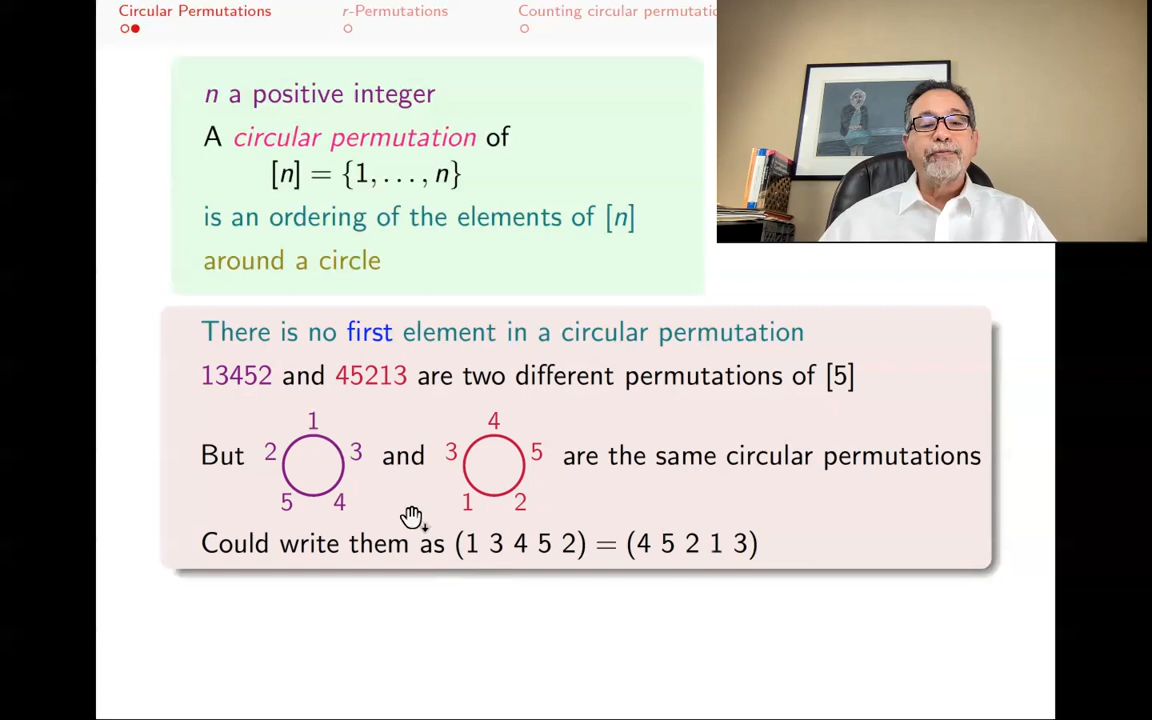 Circular Permutations r-Permutations Counting circular permutatio
n a positive integer
A circular permutation of
[n] = {1, . . . , n}
is an ordering of the elements of [n]
around a circle
There is no first element in a circular permutation
13452 and 45213 are two different permutations of [5]
1 4
But 2 3 and 3 5 are the same circular permutations
5 4 1 2
Could write them as (1 3 4 5 2) = (4 5 2 1 3)